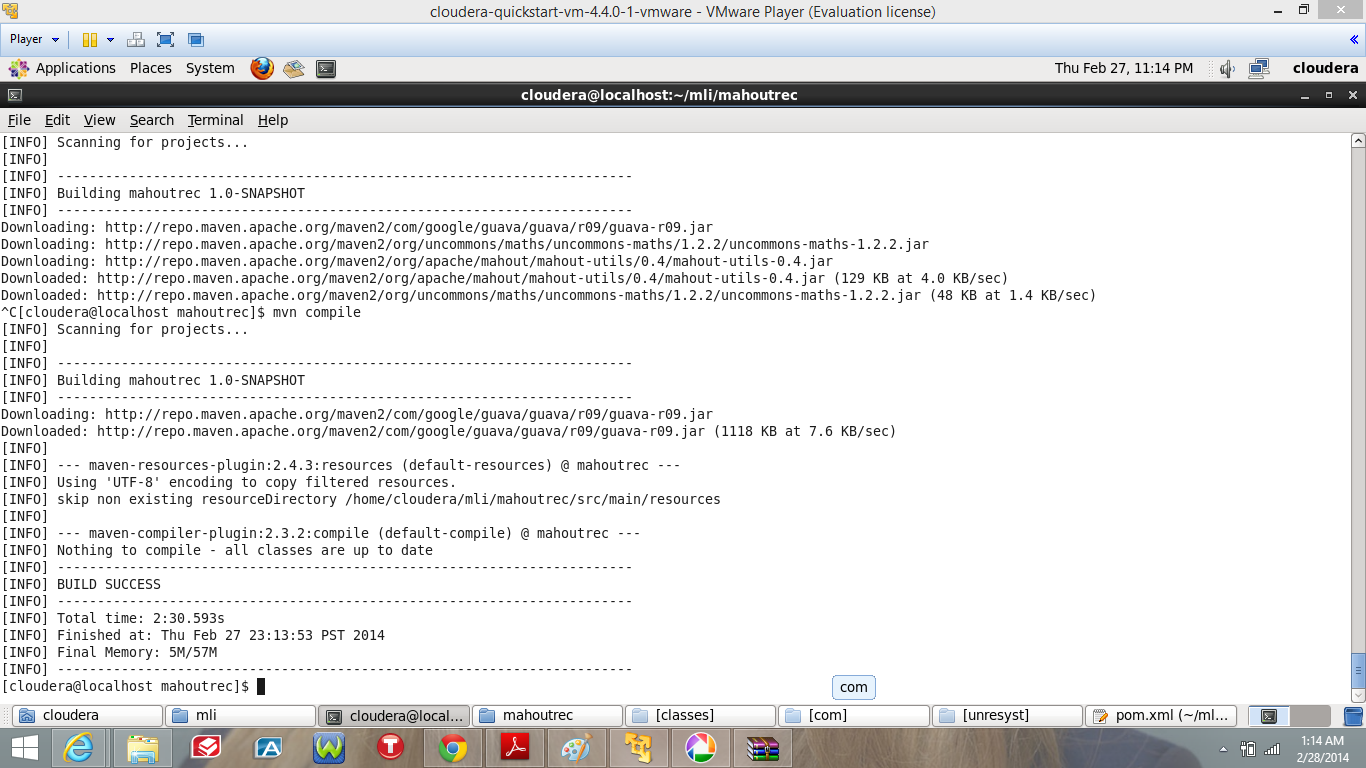 cloudera-quickstart-vm-4.4.0-1-vmware - VMware Player (Evaluation license)
Player
Applications Places System Thu Feb 27, 11:14 PM cloudera
cloudera@localhost:~/mli/mahoutrec
File Edit View Search Terminal Help
[INFO] Scanning for projects...
[INFO]
[INFO] ------------------------------------------------------------------------
[INFO] Building mahoutrec 1.0-SNAPSHOT
[INFO] ------------------------------------------------------------------------
Downloading: http://repo.maven.apache.org/maven2/com/google/guava/guava/r09/guava-r09.jar
Downloading: http://repo.maven.apache.org/maven2/org/uncommons/maths/uncommons-maths/1.2.2/uncommons-maths-1.2.2.jar
Downloading: http://repo.maven.apache.org/maven2/org/apache/mahout/mahout-utils/0.4/mahout-utils-0.4.jar
Downloaded: http://repo.maven.apache.org/maven2/org/apache/mahout/mahout-utils/0.4/mahout-utils-0.4.jar (129 KB at 4.0 KB/sec)
Downloaded: http://repo.maven.apache.org/maven2/org/uncommons/maths/uncommons-maths/1.2.2/uncommons-maths-1.2.2.jar (48 KB at 1.4 KB/sec)
^C[cloudera@localhost mahoutrec]$ mvn compile
[INFO] Scanning for projects...
[INFO]
[INFO] ------------------------------------------------------------------------
[INFO] Building mahoutrec 1.0-SNAPSHOT
[INFO] ------------------------------------------------------------------------
Downloading: http://repo.maven.apache.org/maven2/com/google/guava/guava/r09/guava-r09.jar
Downloaded: http://repo.maven.apache.org/maven2/com/google/guava/guava/r09/guava-r09.jar (1118 KB at 7.6 KB/sec)
[INFO]
[INFO] --- maven-resources-plugin:2.4.3:resources (default-resources) @ mahoutrec ---
[INFO] Using 'UTF-8' encoding to copy filtered resources.
[INFO] skip non existing resourceDirectory /home/cloudera/mli/mahoutrec/src/main/resources
[INFO]
[INFO] --- maven-compiler-plugin:2.3.2:compile (default-compile) @ mahoutrec ---
[INFO] Nothing to compile - all classes are up to date
[INFO] ------------------------------------------------------------------------
[INFO] BUILD SUCCESS
[INFO] ------------------------------------------------------------------------
[INFO] Total time: 2:30.593s
[INFO] Finished at: Thu Feb 27 23:13:53 PST 2014
[INFO] Final Memory: 5M/57M
[INFO] ------------------------------------------------------------------------
[cloudera@localhost mahoutrec]$
com
cloudera mli cloudera@local... mahoutrec [classes] [com] [unresyst] pom.xml (~/ml...
1:14 AM
2/28/2014